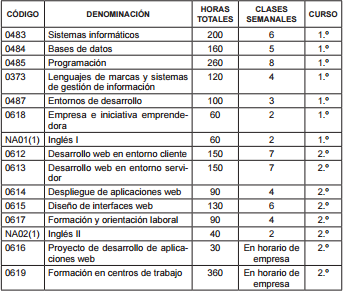 CÓDIGO DENOMINACIÓN HORAS TOTALES CLASES SEMANALES CURSO
0483 Sistemas informáticos 200 6 1.º
0484 Bases de datos 160 5 1.º
0485 Programación 260 8 1.º
0373 Lenguajes de marcas y sistemas 120 4 1.º
de gestión de información
0487 Entornos de desarrollo 100 3 1.º
0618 Empresa e iniciativa emprende- 60 2 1.º
dora
NA01(1) Inglés I 60 2 1.º
0612 Desarrollo web en entorno cliente 150 7 2.º
0613 Desarrollo web en entorno servi- 150 7 2.º
dor
0614 Despliegue de aplicaciones web 90 4 2.º
0615 Diseño de interfaces web 130 6 2.º
0617 Formación y orientación laboral 90 4 2.º
NA02(1) Inglés II 40 2 2.º
0616 Proyecto de desarrollo de aplica- 30 En horario de 2.º
ciones web empresa
0619 Formación en centros de trabajo 360 En horario de 2.º
empresa